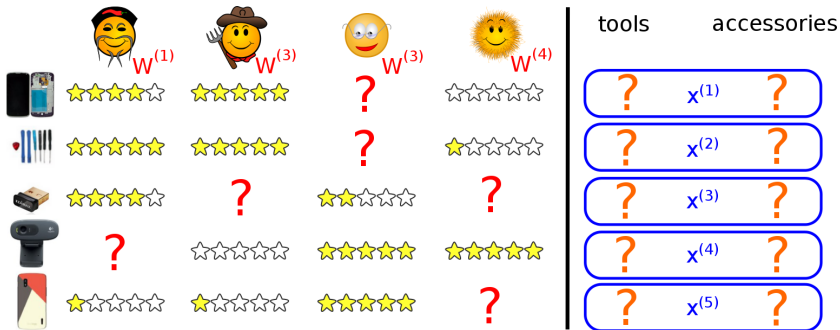 tools accessories
W(1) W(3) W(3) W(4)
? ? x(1) ?
? ? x(2) ?
? ? ? x(3) ?
? ? x(4) ?
? ? x(5) ?